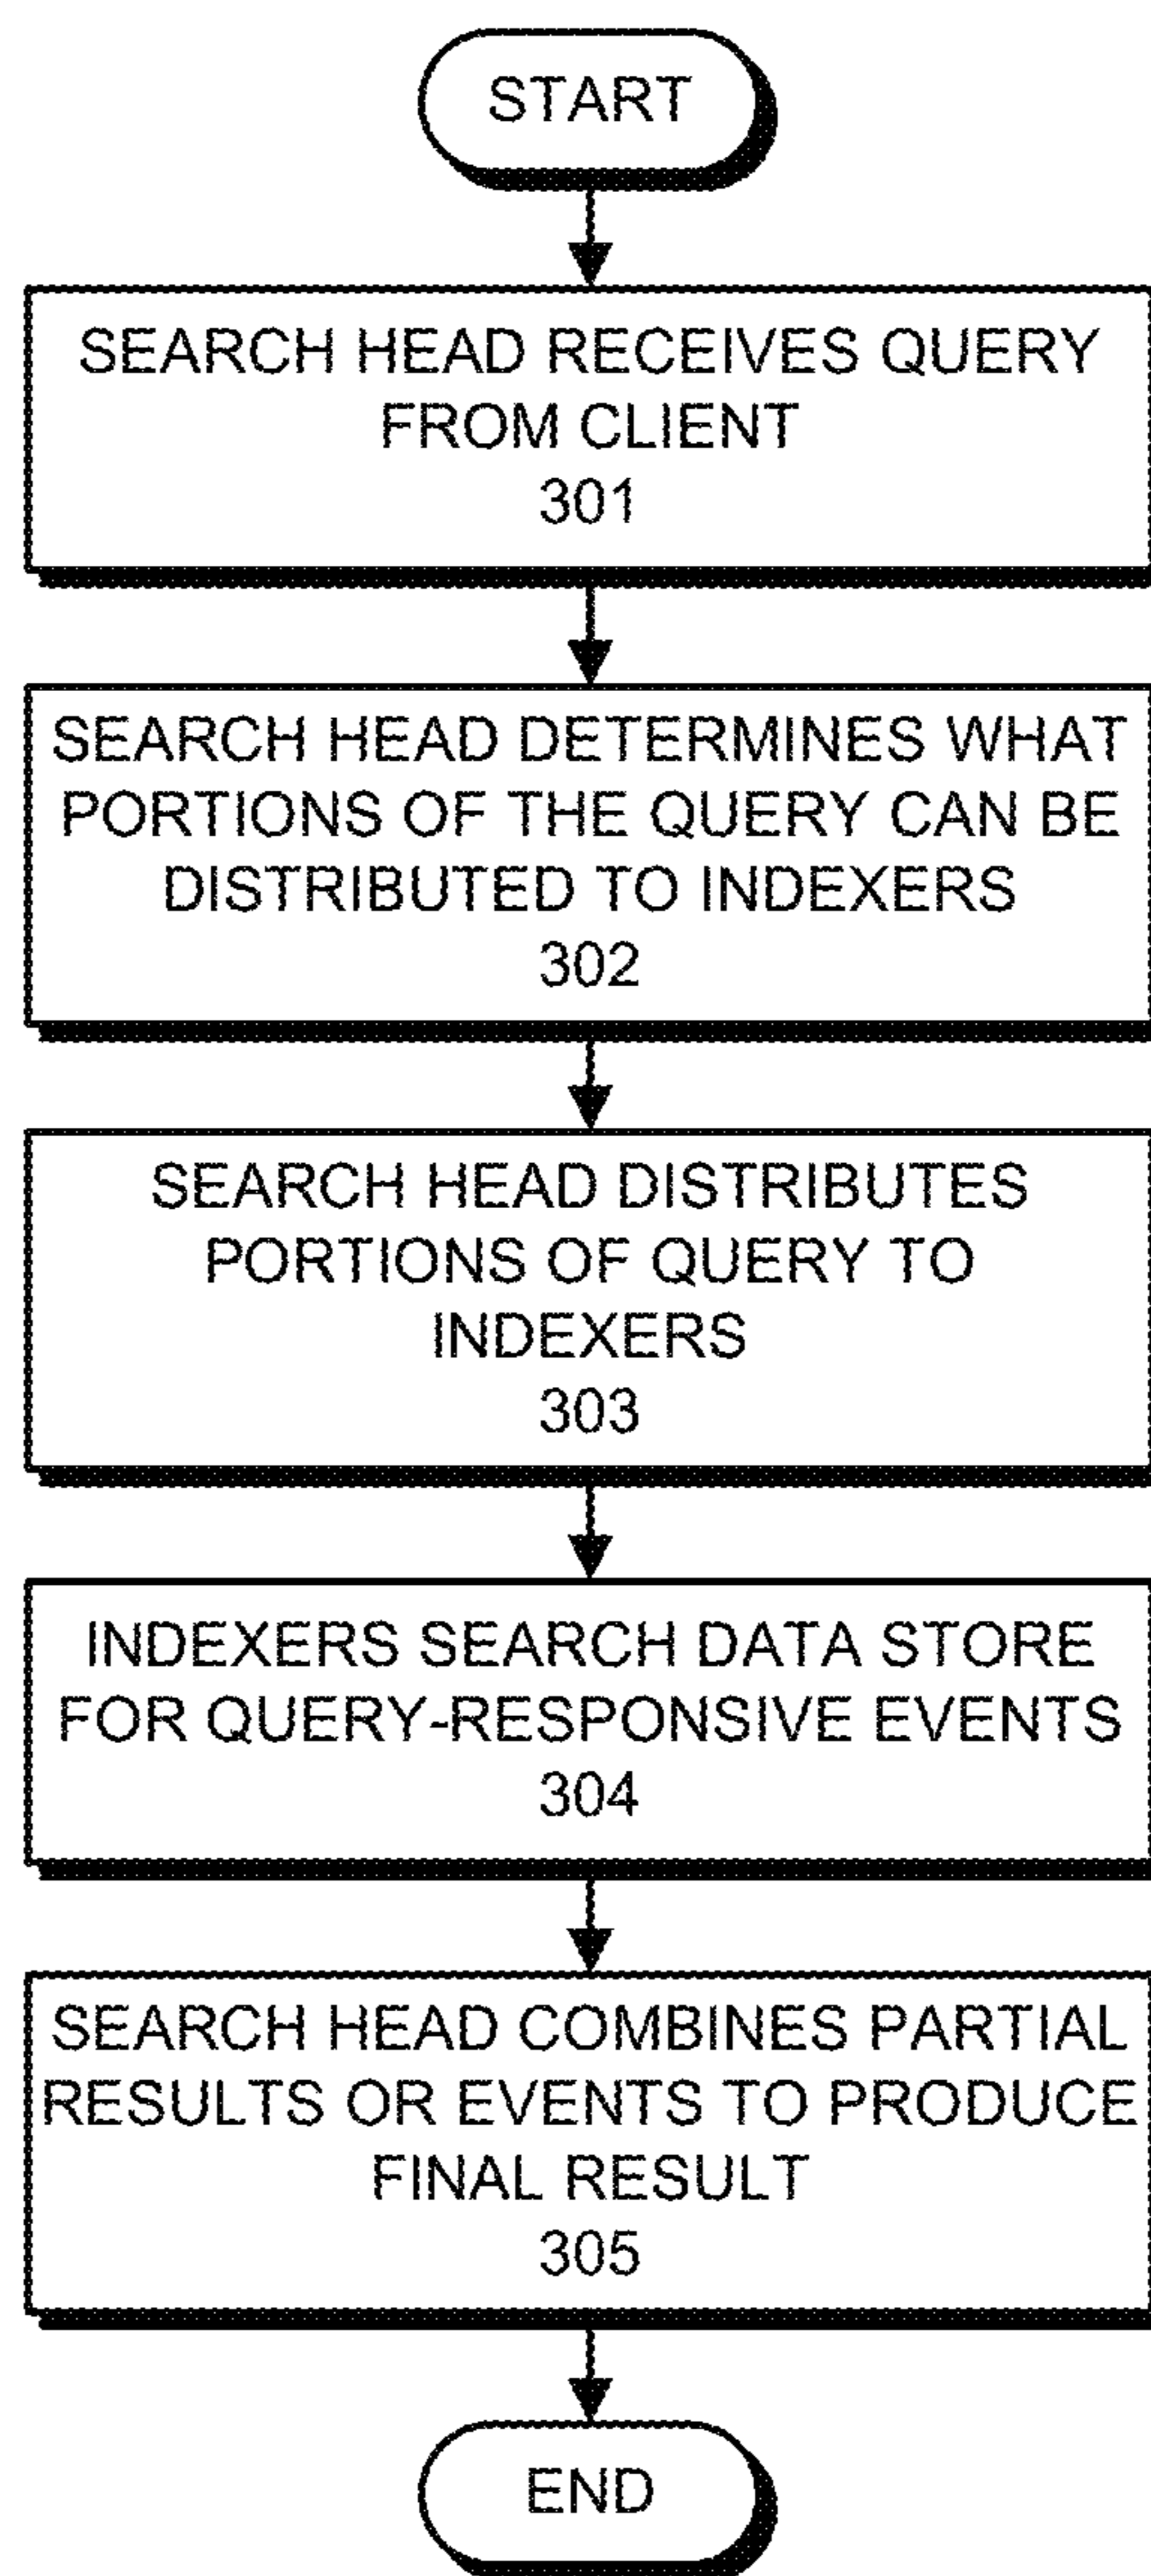 START
SEARCH HEAD RECEIVES QUERY
FROM CLIENT
301
SEARCH HEAD DETERMINES WHAT
PORTIONS OF THE QUERY CAN BE
DISTRIBUTED TO INDEXERS
302
SEARCH HEAD DISTRIBUTES
PORTIONS OF QUERY TO
INDEXERS
303
INDEXERS SEARCH DATA STORE
FOR QUERY-RESPONSIVE EVENTS
304
SEARCH HEAD COMBINES PARTIAL
RESULTS OR EVENTS TO PRODUCE
FINAL RESULT
305
END